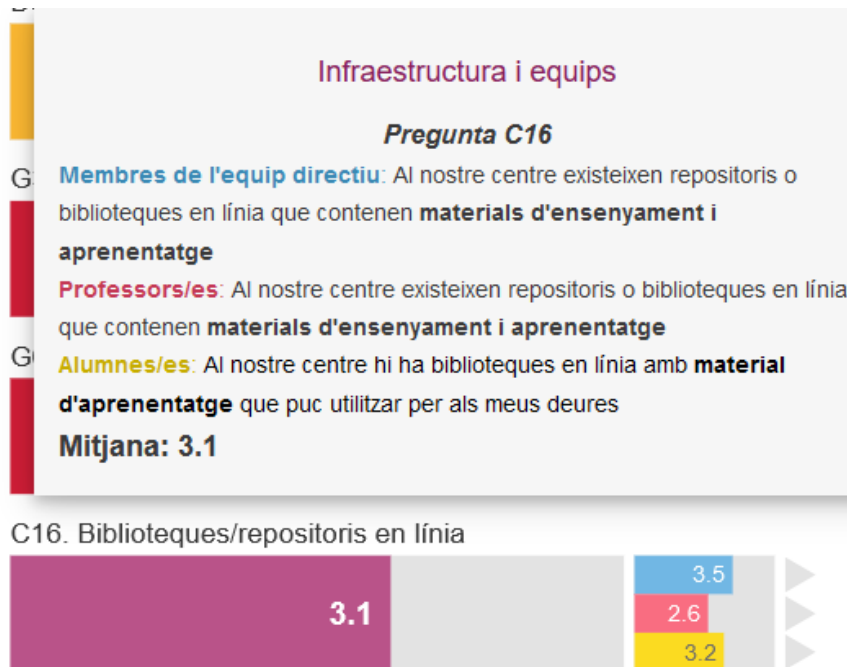 Infraestructura i equips
Pregunta C16
Membres de l'equip directiu: Al nostre centre existeixen repositoris o
biblioteques en línia que contenen materials d'ensenyament i
aprenentatge
Professors/es: Al nostre centre existeixen repositoris o biblioteques en línia
que contenen materials d'ensenyament i aprenentatge
Alumnes/es: Al nostre centre hi ha biblioteques en línia amb material
d'aprenentatge que puc utilitzar per als meus deures
Mitjana: 3.1
C16. Biblioteques/repositoris en línia
3.1
3.5
2.6
3.2